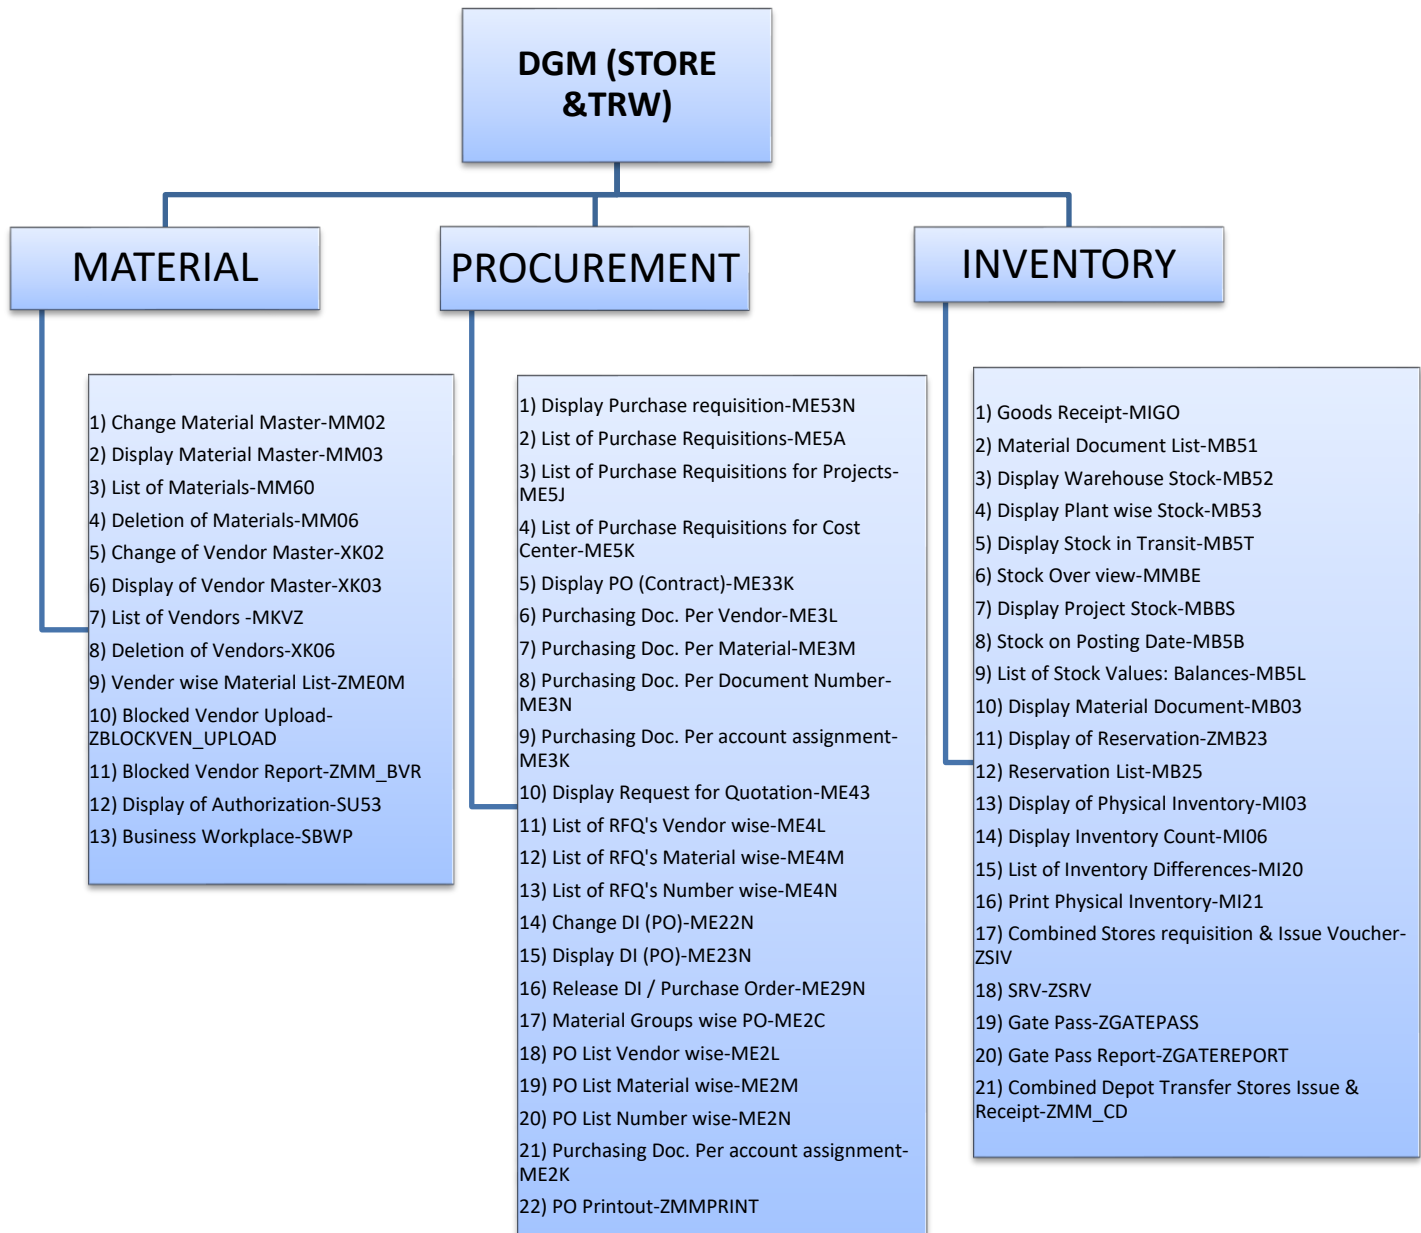 DGM (STORE
&TRW)
MATERIAL
1) Change Material Master-MM02
2) Display Material Master-MM03
3) List of Materials-MM60
4) Deletion of Materials-MM06
5) Change of Vendor Master-XK02
6) Display of Vendor Master-XK03
7) List of Vendors -MKVZ
8) Deletion of Vendors-XK06
9) Vender wise Material List-ZME0M
10) Blocked Vendor Upload-
ZBLOCKVEN_UPLOAD
11) Blocked Vendor Report-ZMM_BVR
12) Display of Authorization-SU53
13) Business Workplace-SBWP
PROCUREMENT
1) Display Purchase requisition-ME53N
2) List of Purchase Requisitions-ME5A
3) List of Purchase Requisitions for Projects-
ME5J
4) List of Purchase Requisitions for Cost
Center-ME5K
5) Display PO (Contract)-ME33K
6) Purchasing Doc. Per Vendor-ME3L
7) Purchasing Doc. Per Material-ME3M
8) Purchasing Doc. Per Document Number-
ME3N
9) Purchasing Doc. Per account assignment-
ME3K
10) Display Request for Quotation-ME43
11) List of RFQ's Vendor wise-ME4L
12) List of RFQ's Material wise-ME4M
13) List of RFQ's Number wise-ME4N
14) Change DI (PO)-ME22N
15) Display DI (PO)-ME23N
16) Release DI / Purchase Order-ME29N
17) Material Groups wise PO-ME2C
18) PO List Vendor wise-ME2L
19) PO List Material wise-ME2M
20) PO List Number wise-ME2N
21) Purchasing Doc. Per account assignment-
ME2K
22) PO Printout-ZMMPRINT
INVENTORY
1) Goods Receipt-MIGO
2) Material Document List-MB51
3) Display Warehouse Stock-MB52
4) Display Plant wise Stock-MB53
5) Display Stock in Transit-MB5T
6) Stock Over view-MMBE
7) Display Project Stock-MBBS
8) Stock on Posting Date-MB5B
9) List of Stock Values: Balances-MB5L
10) Display Material Document-MB03
11) Display of Reservation-ZMB23
12) Reservation List-MB25
13) Display of Physical Inventory-MI03
14) Display Inventory Count-MI06
15) List of Inventory Differences-MI20
16) Print Physical Inventory-MI21
17) Combined Stores requisition & Issue Voucher-
ZSIV
18) SRV-ZSRV
19) Gate Pass-ZGATEPASS
20) Gate Pass Report-ZGATEREPORT
21) Combined Depot Transfer Stores Issue &
Receipt-ZMM_CD